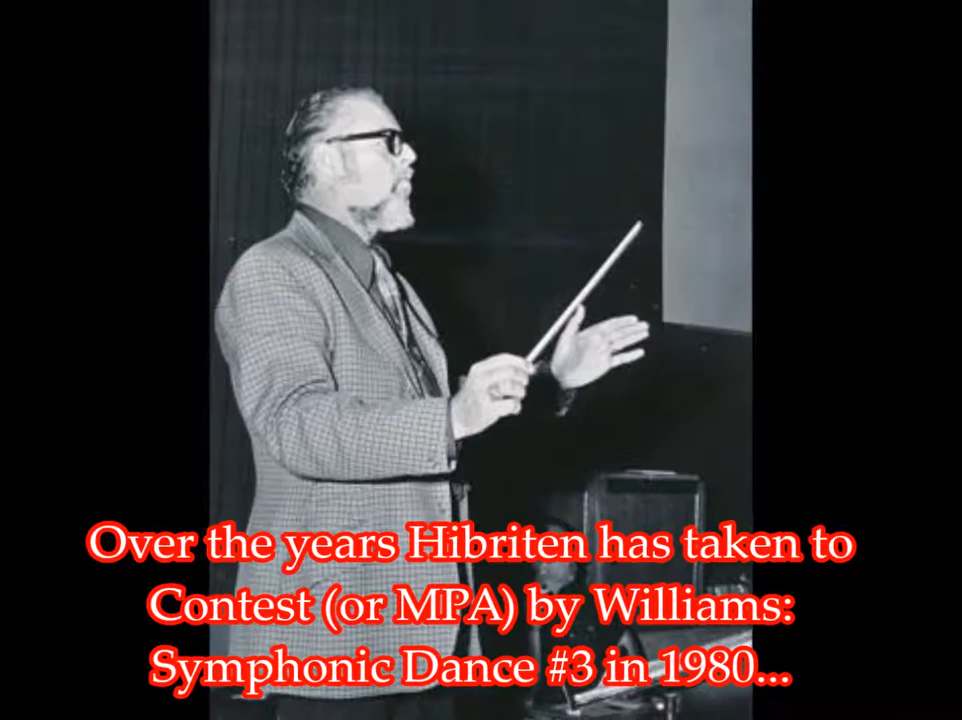 Over the years Hibriten has taken to
Contest (or MPA) by Williams:
Symphonic Dance #3 in 1980...